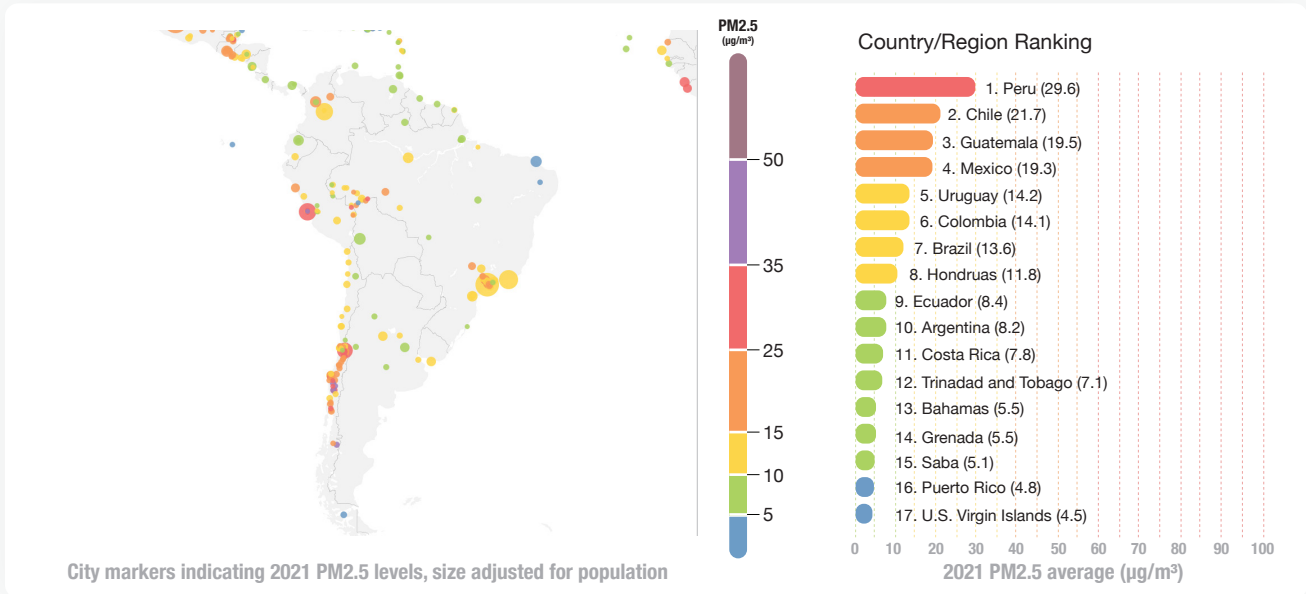 PM2.5
(µg/m³)
50
35
25
15
10
5
City markers indicating 2021 PM2.5 levels, size adjusted for population
Country/Region Ranking
1. Peru (29.6)
2. Chile (21.7)
3. Guatemala (19.5)
4. Mexico (19.3)
5. Uruguay (14.2)
6. Colombia (14.1)
7. Brazil (13.6)
8. Hondruas (11.8)
9. Ecuador (8.4)
10. Argentina (8.2)
11. Costa Rica (7.8)
12. Trinidad and Tobago (7.1)
13. Bahamas (5.5)
14. Grenada (5.5)
15. Saba (5.1)
16. Puerto Rico (4.8)
17. U.S. Virgin Islands (4.5)
0 10 20 30 40 50 60 70 80 90 100
2021 PM2.5 average (µg/m³)